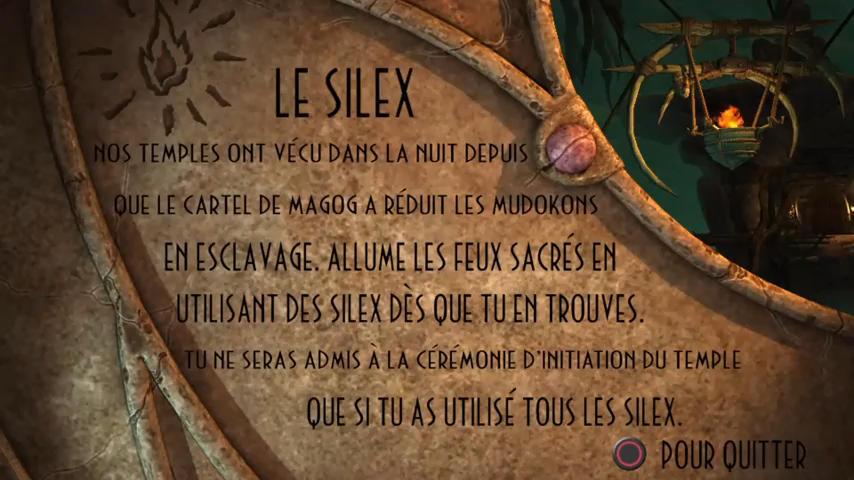 LE SILEX
NOS TEMPLES ONT VÉCU DANS LA NUIT DEPUIS
QUE LE CARTEL DE MAGOG A RÉDUIT LES MUDOKONS
EN ESCLAVAGE. ALLUME LES FEUX SACRÉS EN
UTILISANT DES SILEX DÈS QUE TU EN TROUVES.
TU NE SERAS ADMIS À LA CÉRÉMONIE D'INITIATION DU TEMPLE
QUE SI TU AS UTILISÉ TOUS LES SILEX.
POUR QUITTER